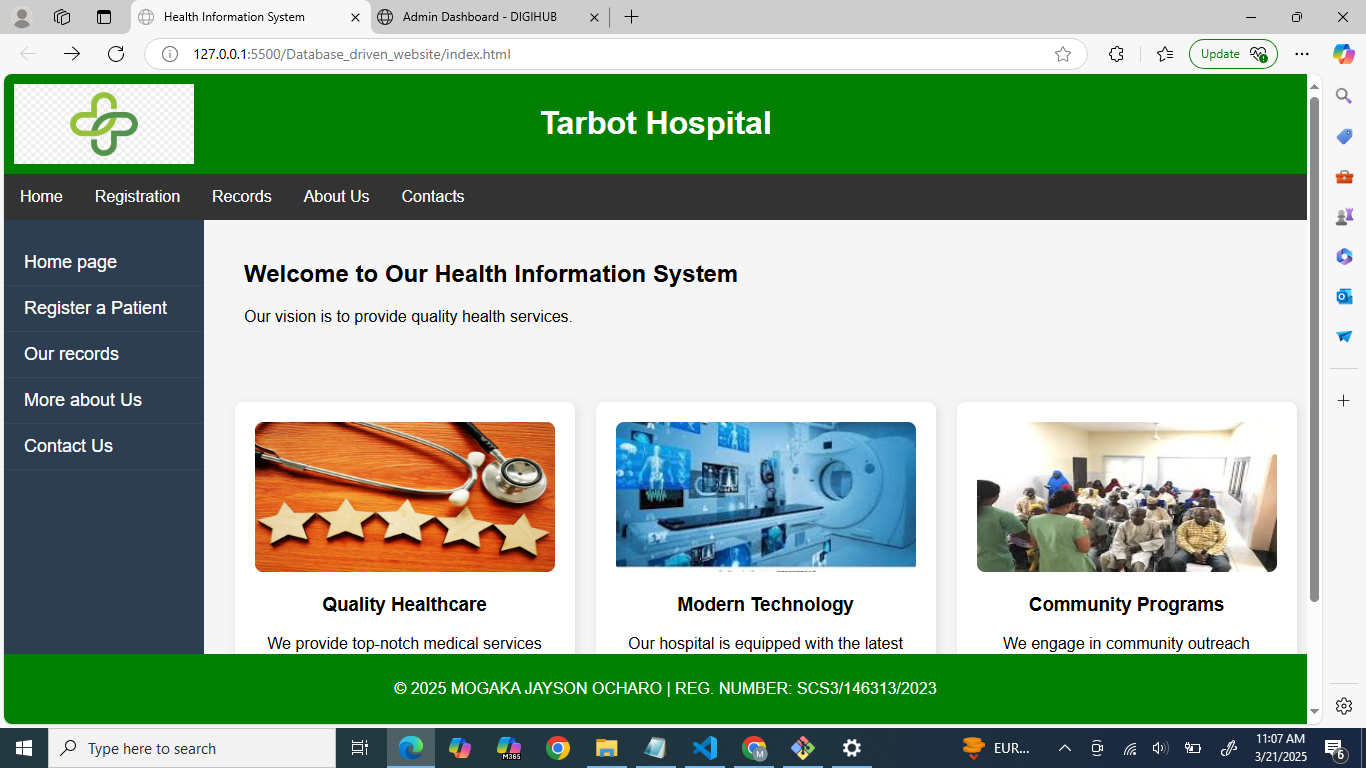 Health Information System
Admin Dashboard - DIGIHUB
127.0.0.1:5500/Database_driven_website/index.html
Update
Tarbot Hospital
Home
Registration
Records
About Us
Contacts
Home page
Register a Patient
Our records
More about Us
Contact Us
Welcome to Our Health Information System
Our vision is to provide quality health services.
Quality Healthcare
We provide top-notch medical services
Modern Technology
Our hospital is equipped with the latest
Community Programs
We engage in community outreach
© 2025 MOGAKA JAYSON OCHARO | REG. NUMBER: SCS3/146313/2023
Type here to search
M365
M
EUR...
11:07 AM
3/21/2025
6